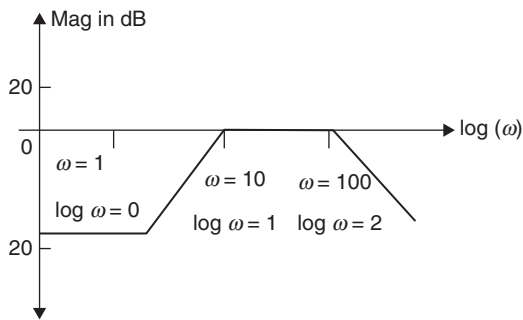 Mag in dB
20
0
log (ω)
ω = 1
ω = 10
ω = 100
log ω = 0
log ω = 1
log ω = 2
20